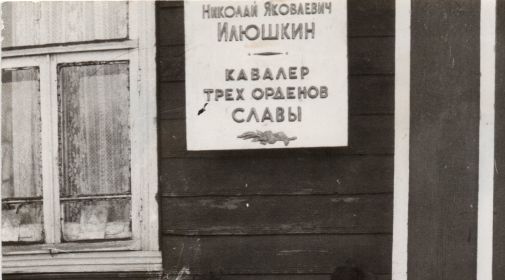 Николай Яковлевич
Илюшкин
КАВАЛЕР
ТРЕХ ОРДЕНОВ
СЛАВЫ